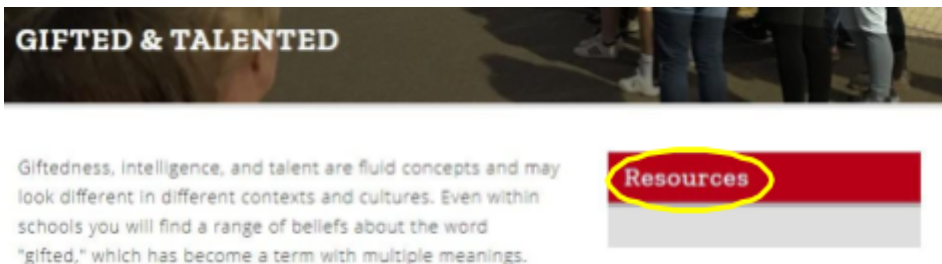 GIFTED & TALENTED
Giftedness, intelligence, and talent are fluid concepts and may
look different in different contexts and cultures. Even within
schools you will find a range of beliefs about the word
"gifted," which has become a term with multiple meanings.
Resources